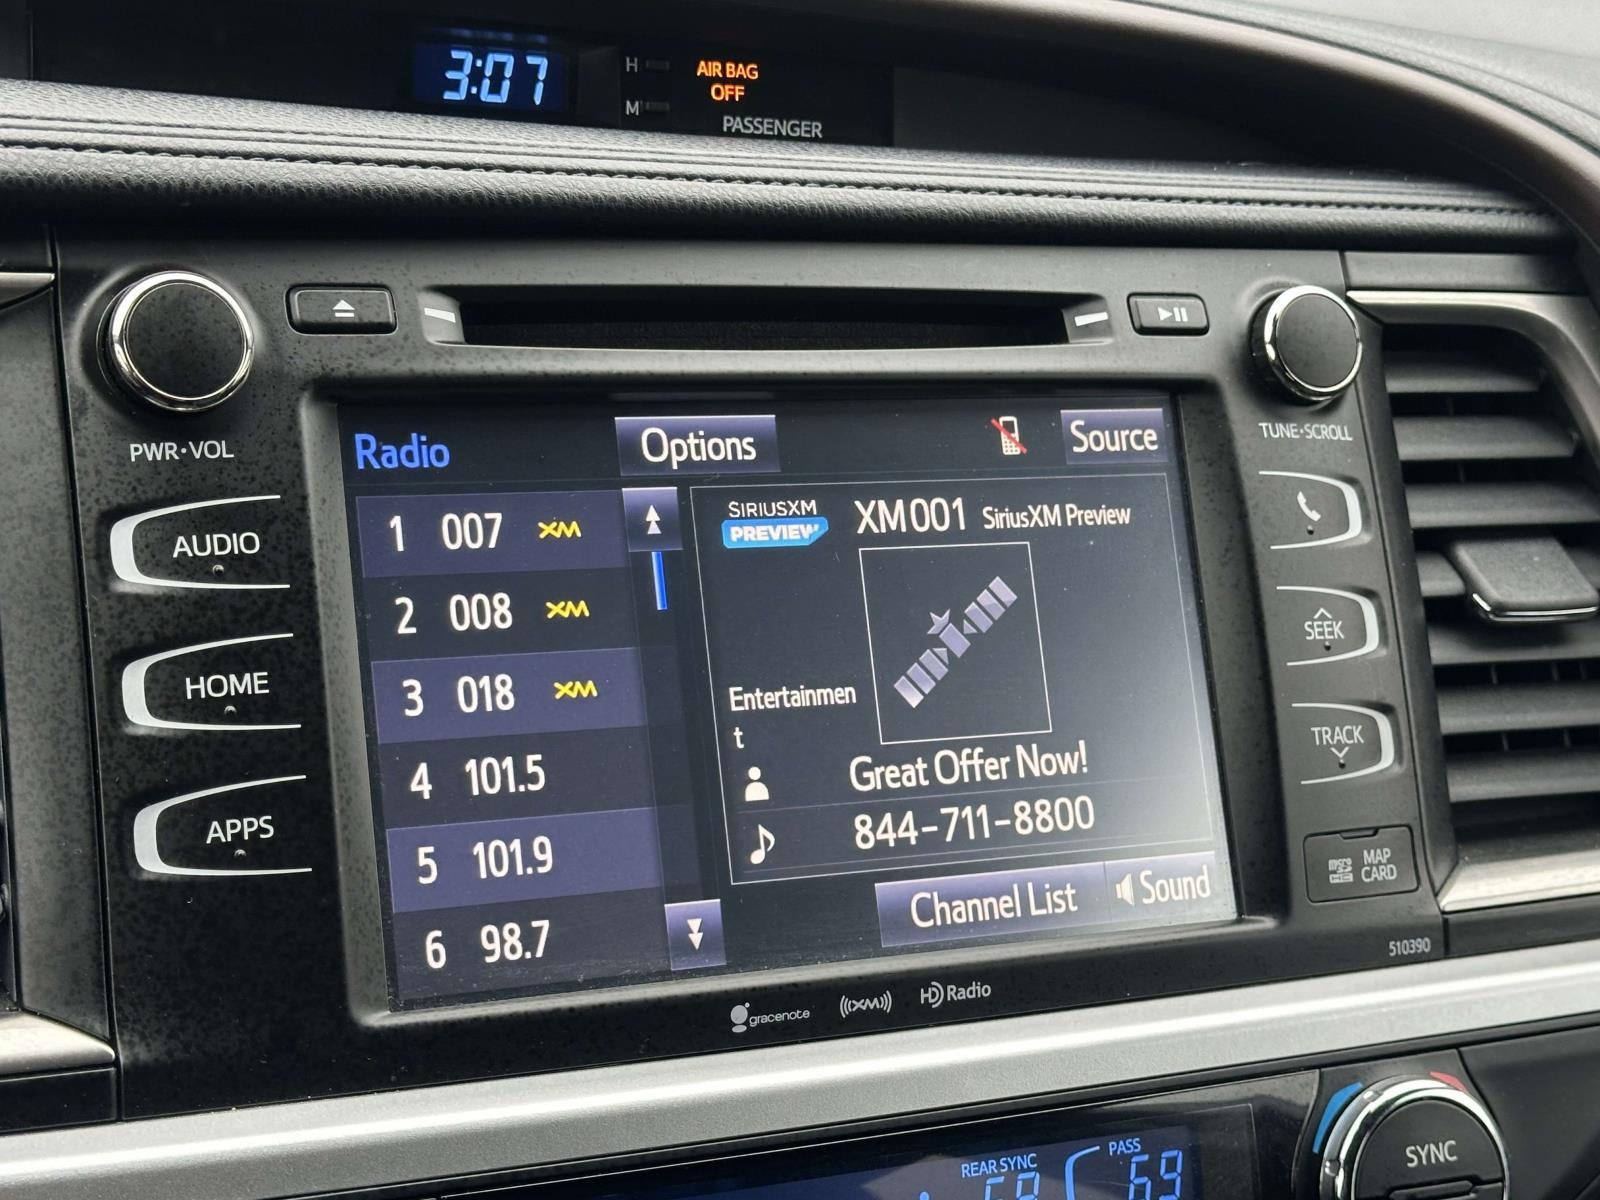 3:07
H
M
AIR BAG
OFF
PASSENGER
PWR·VOL
TUNE·SCROLL
AUDIO
HOME
APPS
Radio
Options
Source
1 007 XM
2 008 XM
3 018 XM
4 101.5
5 101.9
6 98.7
SIRIUSXM
PREVIEW
XM001 SiriusXM Preview
Entertainmen
t
Great Offer Now!
844-711-8800
Channel List
Sound
SEEK
TRACK
micro
HC
MAP
CARD
510390
gracenote
((XM))
HD Radio
REAR SYNC
PASS
69
SYNC